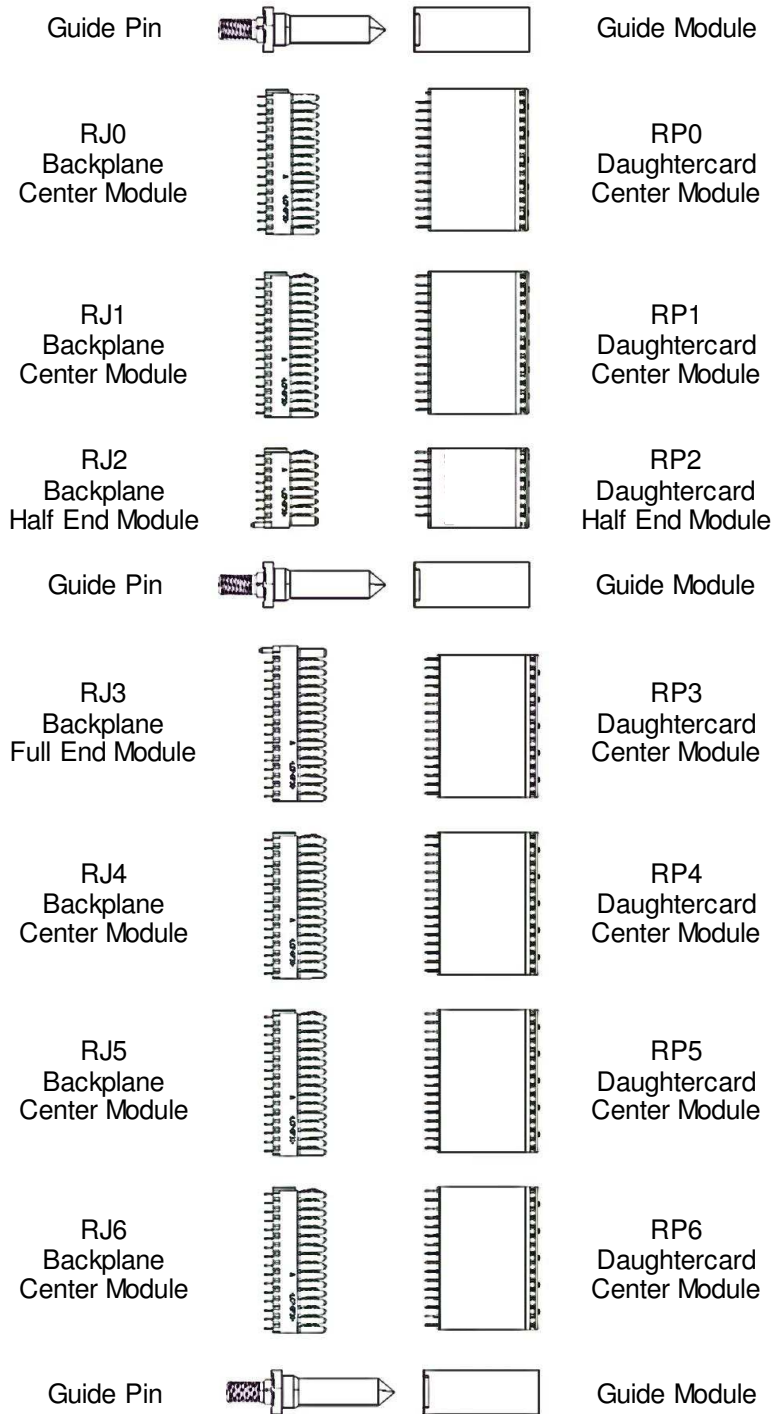 Guide Pin
Guide Module
RJ0
Backplane
Center Module
RP0
Daughtercard
Center Module
RJ1
Backplane
Center Module
RP1
Daughtercard
Center Module
RJ2
Backplane
Half End Module
RP2
Daughtercard
Half End Module
Guide Pin
Guide Module
RJ3
Backplane
Full End Module
RP3
Daughtercard
Center Module
RJ4
Backplane
Center Module
RP4
Daughtercard
Center Module
RJ5
Backplane
Center Module
RP5
Daughtercard
Center Module
RJ6
Backplane
Center Module
RP6
Daughtercard
Center Module
Guide Pin
Guide Module